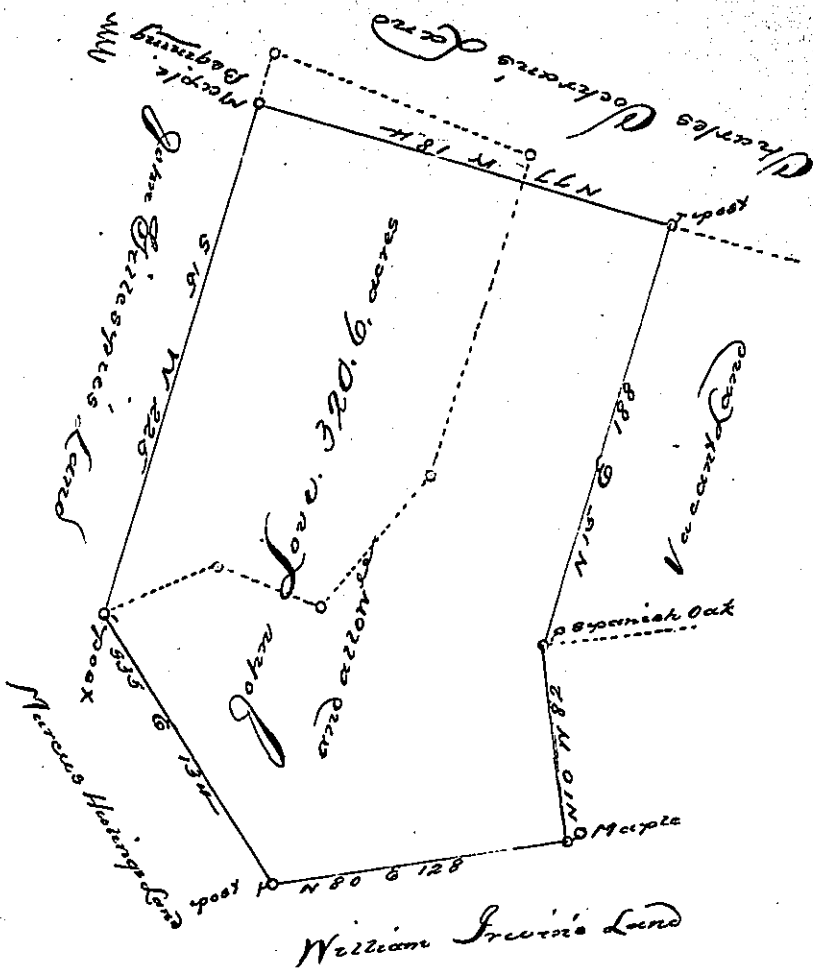 Charles Cochran's Land
Maple
Beginning
N 77 W 184
post
John Gillespie's Land
S 15 W 225
John Love. 320.6. acres
and allowance
N 15 E 188
Vacant Land
Spanish Oak
N 10 W 82
Maple
post
S 35 E 134
Marcus Hulings Land
post
N 80 E 128
William Irwin's Land